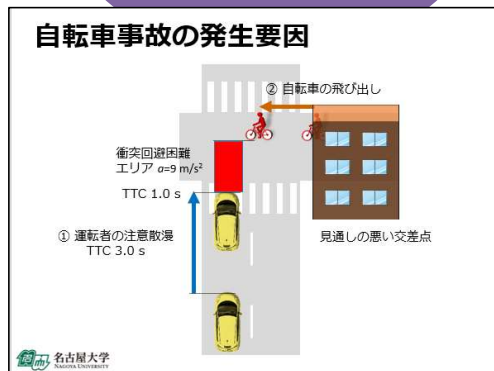 自転車事故の発生要因
② 自転車の飛び出し
衝突回避困難
エリア a=9 m/s²
TTC 1.0 s
① 運転者の注意散漫
TTC 3.0 s
見通しの悪い交差点
名古屋大学
NAGOYA UNIVERSITY